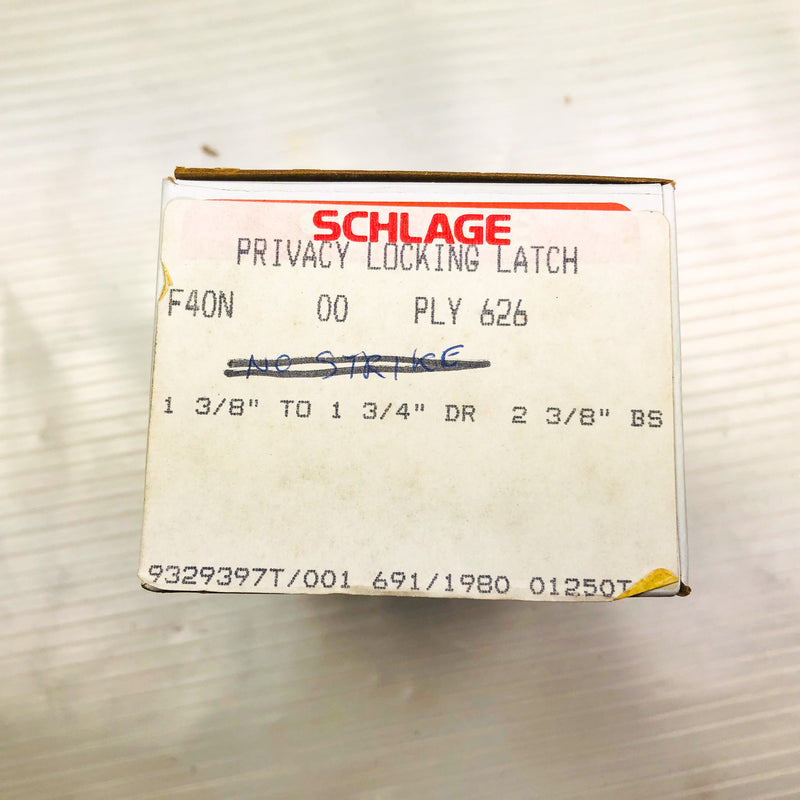 SCHLAGE
PRIVACY LOCKING LATCH
F40N 00 PLY 626
NO STRIKE
1 3/8" TO 1 3/4" DR 2 3/8" BS
9329397T/001 691/1980 01250T